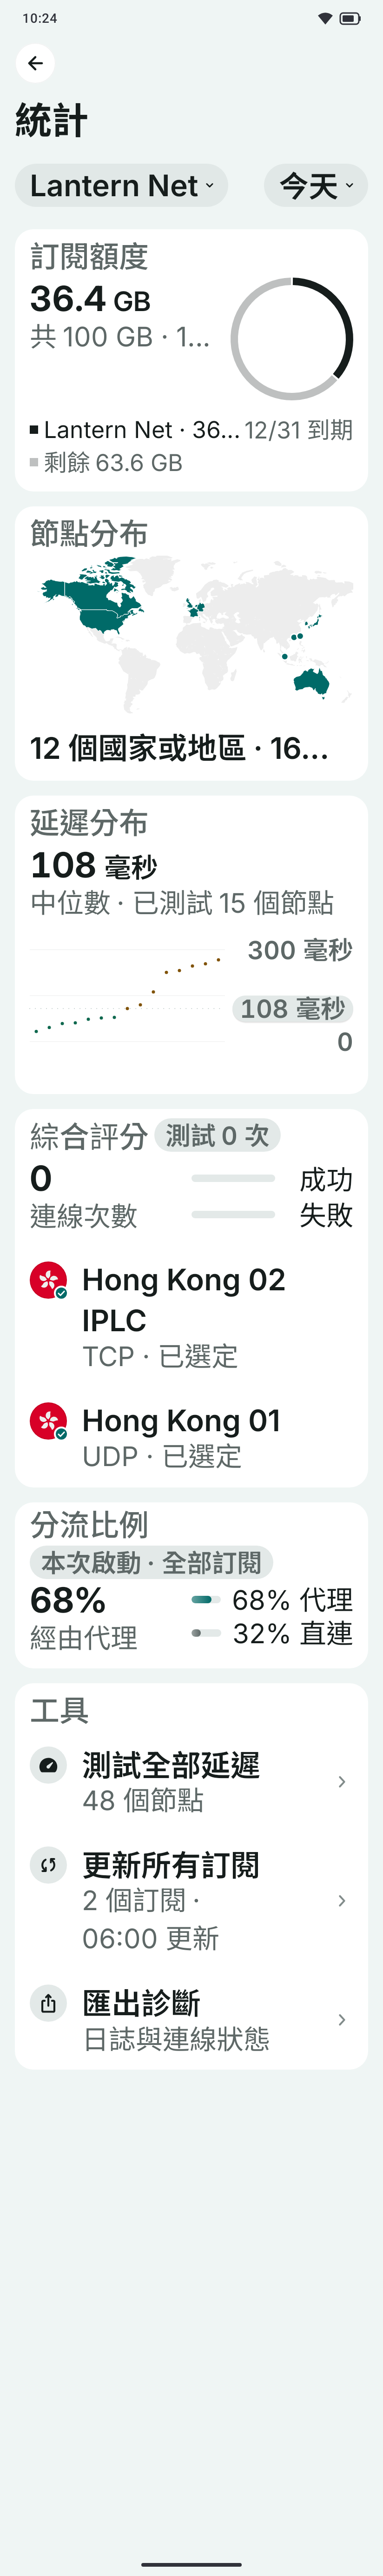 10:24
統計
Lantern Net
今天
訂閱額度
36.4 GB
共 100 GB · 1…
Lantern Net · 36… 12/31 到期
剩餘 63.6 GB
節點分布
12 個國家或地區 · 16…
延遲分布
108 毫秒
中位數 · 已測試 15 個節點
300 毫秒
108 毫秒
0
綜合評分 測試 0 次
0
連線次數
成功
失敗
Hong Kong 02
IPLC
TCP · 已選定
Hong Kong 01
UDP · 已選定
分流比例
本次啟動 · 全部訂閱
68%
經由代理
68% 代理
32% 直連
工具
測試全部延遲
48 個節點
更新所有訂閱
2 個訂閱 ·
06:00 更新
匯出診斷
日誌與連線狀態